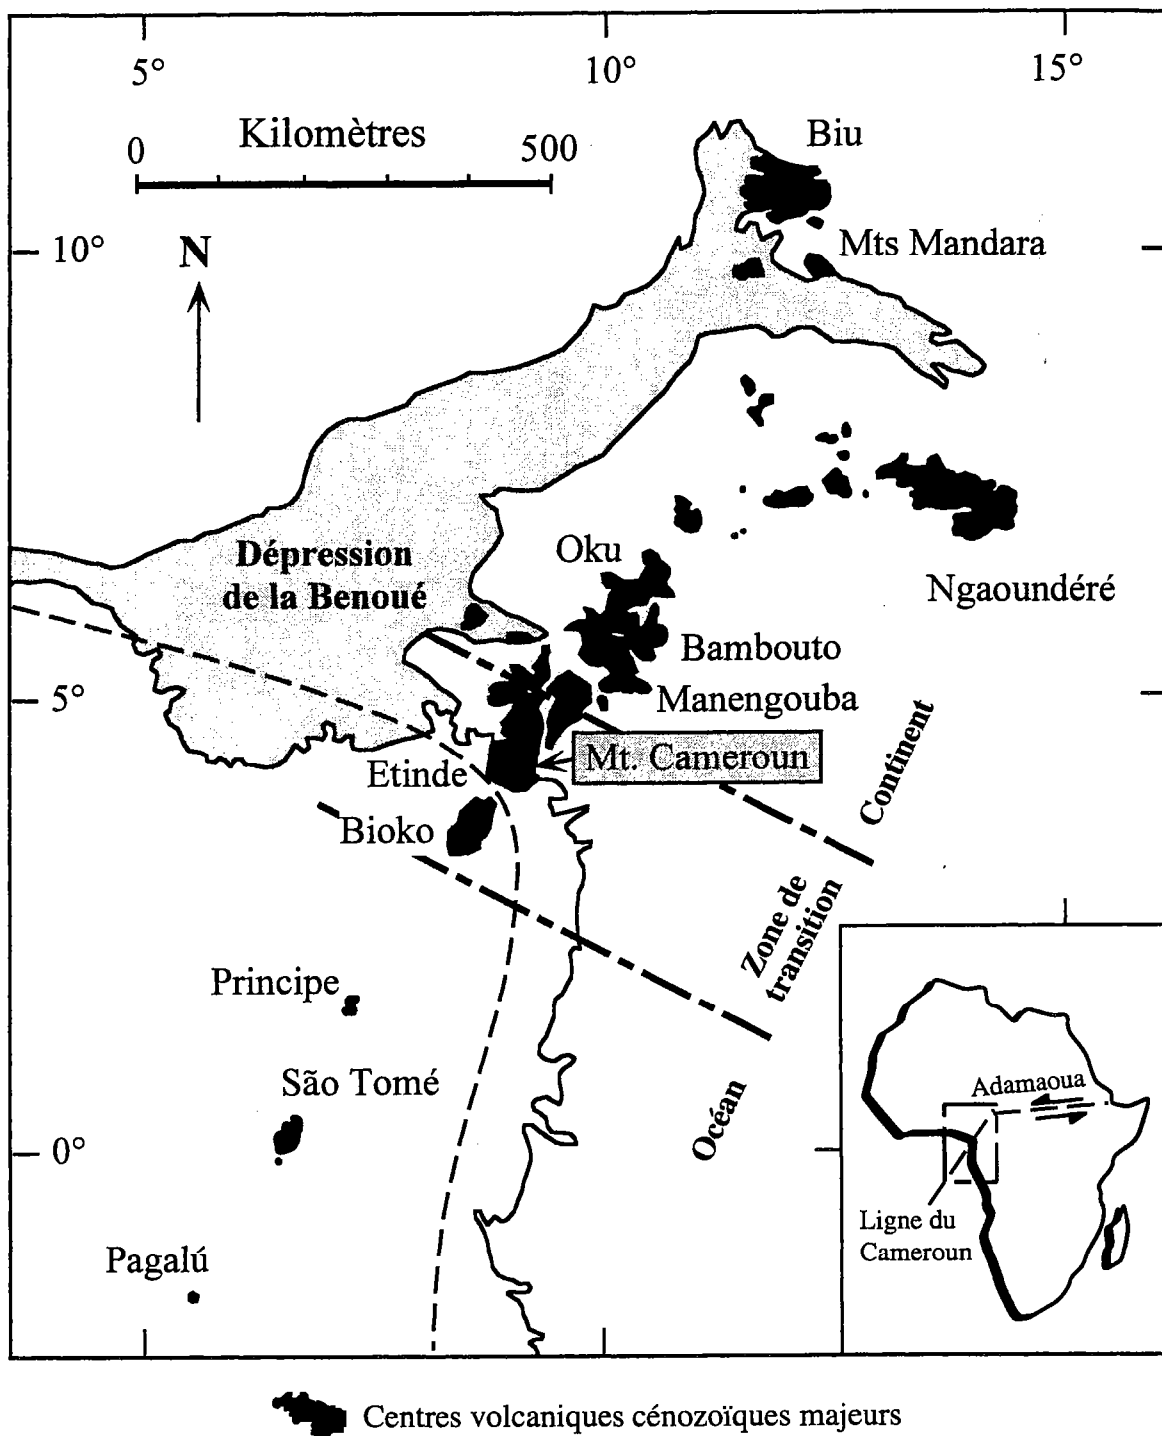 5°
10°
15°
Kilomètres
0
500
Biu
N
10°
Mts Mandara
Dépression
de la Benoué
Oku
Ngaoundéré
Bambouto
5°
Manengouba
Etinde
Mt. Cameroun
Continent
Bioko
Zone de
transition
Principe
São Tomé
Océan
0°
Pagalú
Adamaoua
Ligne du
Cameroun
Centres volcaniques cénozoïques majeurs